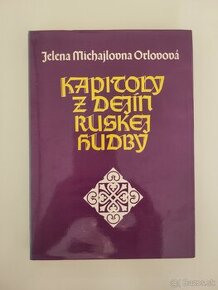 Jelena Michajlovna Orlovová
KAPITOLY
Z DEJÍN
RUSKEJ
HUDBY